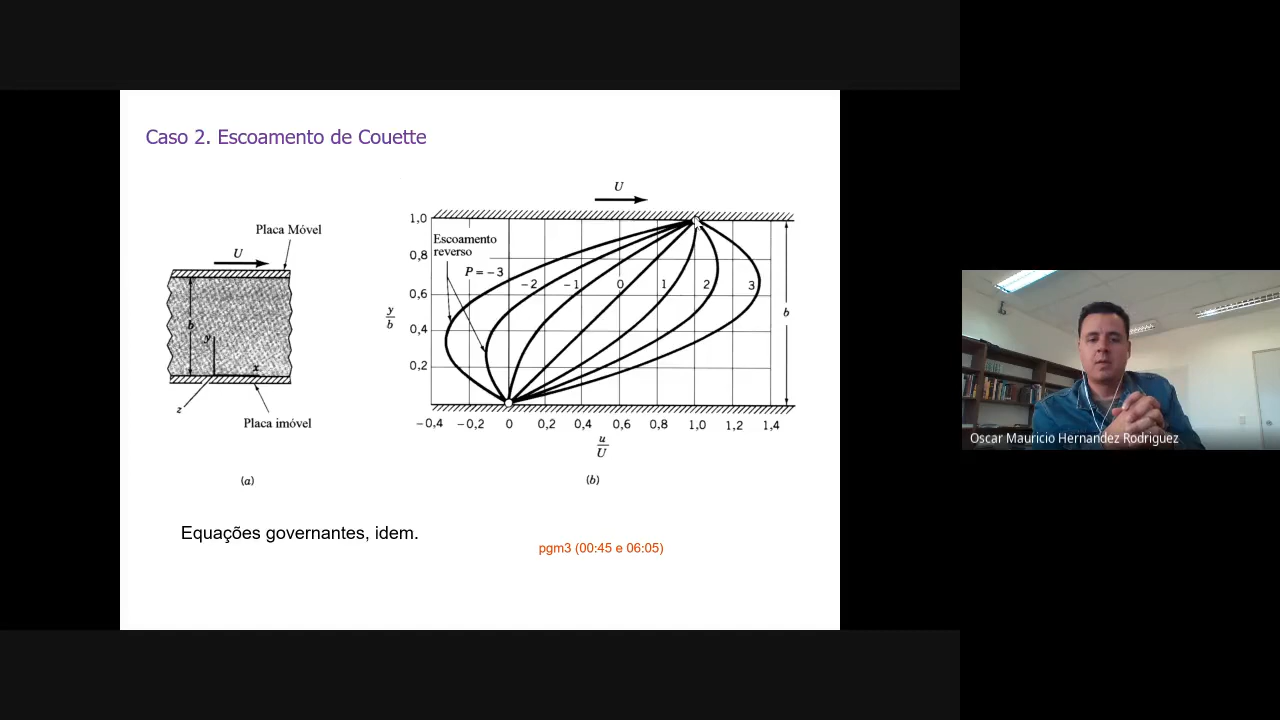 Caso 2. Escoamento de Couette
Placa Móvel
U
b
y
x
z
Placa imóvel
(a)
U
1,0
0,8
0,6
0,4
0,2
y
b
Escoamento
reverso
P = −3
−2
−1
0
1
2
3
b
−0,4
−0,2
0
0,2
0,4
0,6
0,8
1,0
1,2
1,4
u
U
(b)
Equações governantes, idem.
pgm3 (00:45 e 06:05)
Oscar Mauricio Hernandez Rodriguez